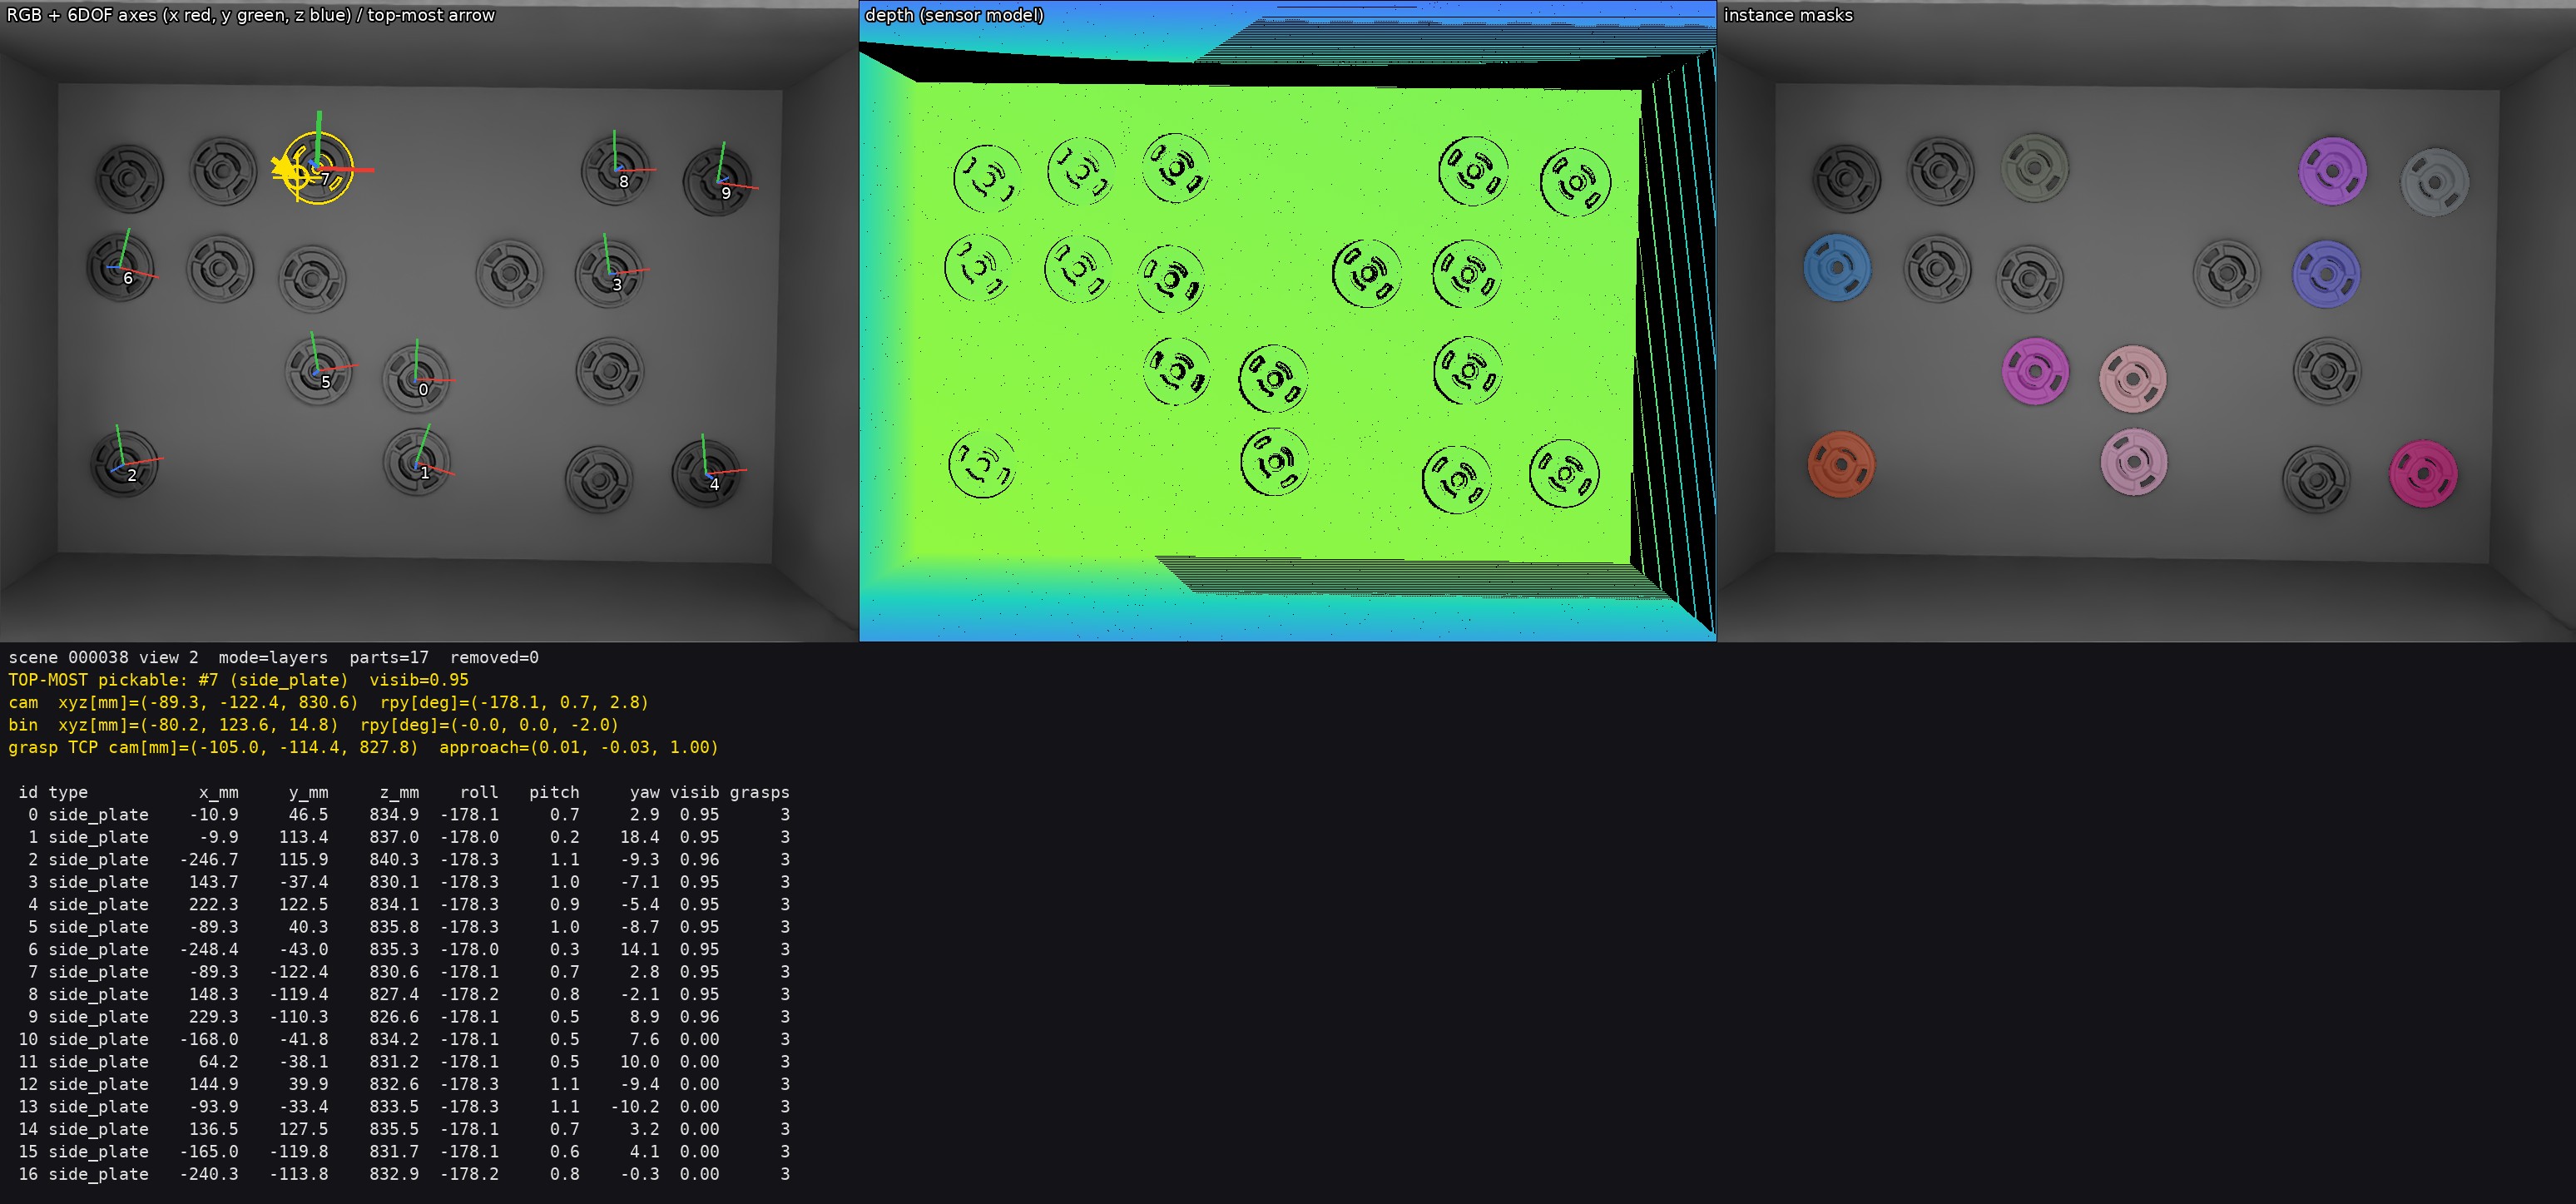 RGB + 6DOF axes (x red, y green, z blue) / top-most arrow
depth (sensor model)
instance masks
7
8
9
6
3
5
0
2
1
4
scene 000038 view 2  mode=layers  parts=17  removed=0
TOP-MOST pickable: #7 (side_plate)  visib=0.95
cam  xyz[mm]=(-89.3, -122.4, 830.6)  rpy[deg]=(-178.1, 0.7, 2.8)
bin  xyz[mm]=(-80.2, 123.6, 14.8)  rpy[deg]=(-0.0, 0.0, -2.0)
grasp TCP cam[mm]=(-105.0, -114.4, 827.8)  approach=(0.01, -0.03, 1.00)
id type x_mm y_mm z_mm roll pitch yaw visib grasps
0 side_plate -10.9 46.5 834.9 -178.1 0.7 2.9 0.95 3
1 side_plate -9.9 113.4 837.0 -178.0 0.2 18.4 0.95 3
2 side_plate -246.7 115.9 840.3 -178.3 1.1 -9.3 0.96 3
3 side_plate 143.7 -37.4 830.1 -178.3 1.0 -7.1 0.95 3
4 side_plate 222.3 122.5 834.1 -178.3 0.9 -5.4 0.95 3
5 side_plate -89.3 40.3 835.8 -178.3 1.0 -8.7 0.95 3
6 side_plate -248.4 -43.0 835.3 -178.0 0.3 14.1 0.95 3
7 side_plate -89.3 -122.4 830.6 -178.1 0.7 2.8 0.95 3
8 side_plate 148.3 -119.4 827.4 -178.2 0.8 -2.1 0.95 3
9 side_plate 229.3 -110.3 826.6 -178.1 0.5 8.9 0.96 3
10 side_plate -168.0 -41.8 834.2 -178.1 0.5 7.6 0.00 3
11 side_plate 64.2 -38.1 831.2 -178.1 0.5 10.0 0.00 3
12 side_plate 144.9 39.9 832.6 -178.3 1.1 -9.4 0.00 3
13 side_plate -93.9 -33.4 833.5 -178.3 1.1 -10.2 0.00 3
14 side_plate 136.5 127.5 835.5 -178.1 0.7 3.2 0.00 3
15 side_plate -165.0 -119.8 831.7 -178.1 0.6 4.1 0.00 3
16 side_plate -240.3 -113.8 832.9 -178.2 0.8 -0.3 0.00 3